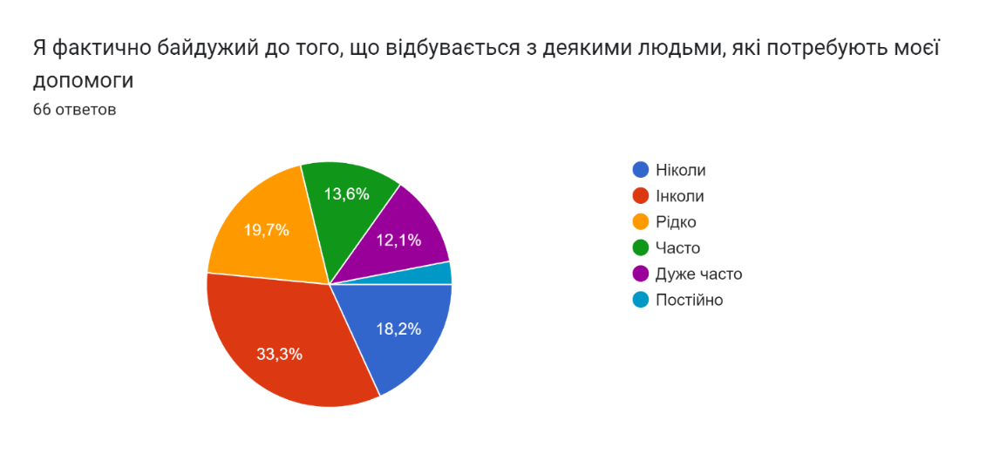 Я фактично байдужий до того, що відбувається з деякими людьми, які потребують моєї
допомоги
66 ответов
13,6%
19,7%
12,1%
18,2%
33,3%
Ніколи
Інколи
Рідко
Часто
Дуже часто
Постійно